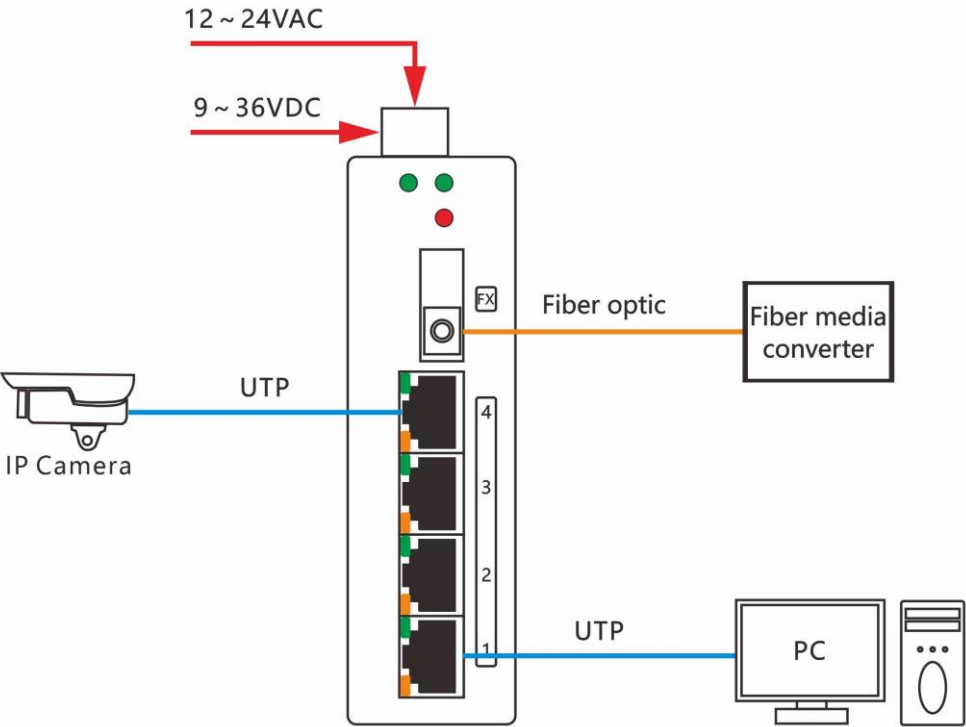 12~24VAC
9~36VDC
FX
Fiber optic
Fiber media
converter
UTP
4
IP Camera
3
2
UTP
1
PC